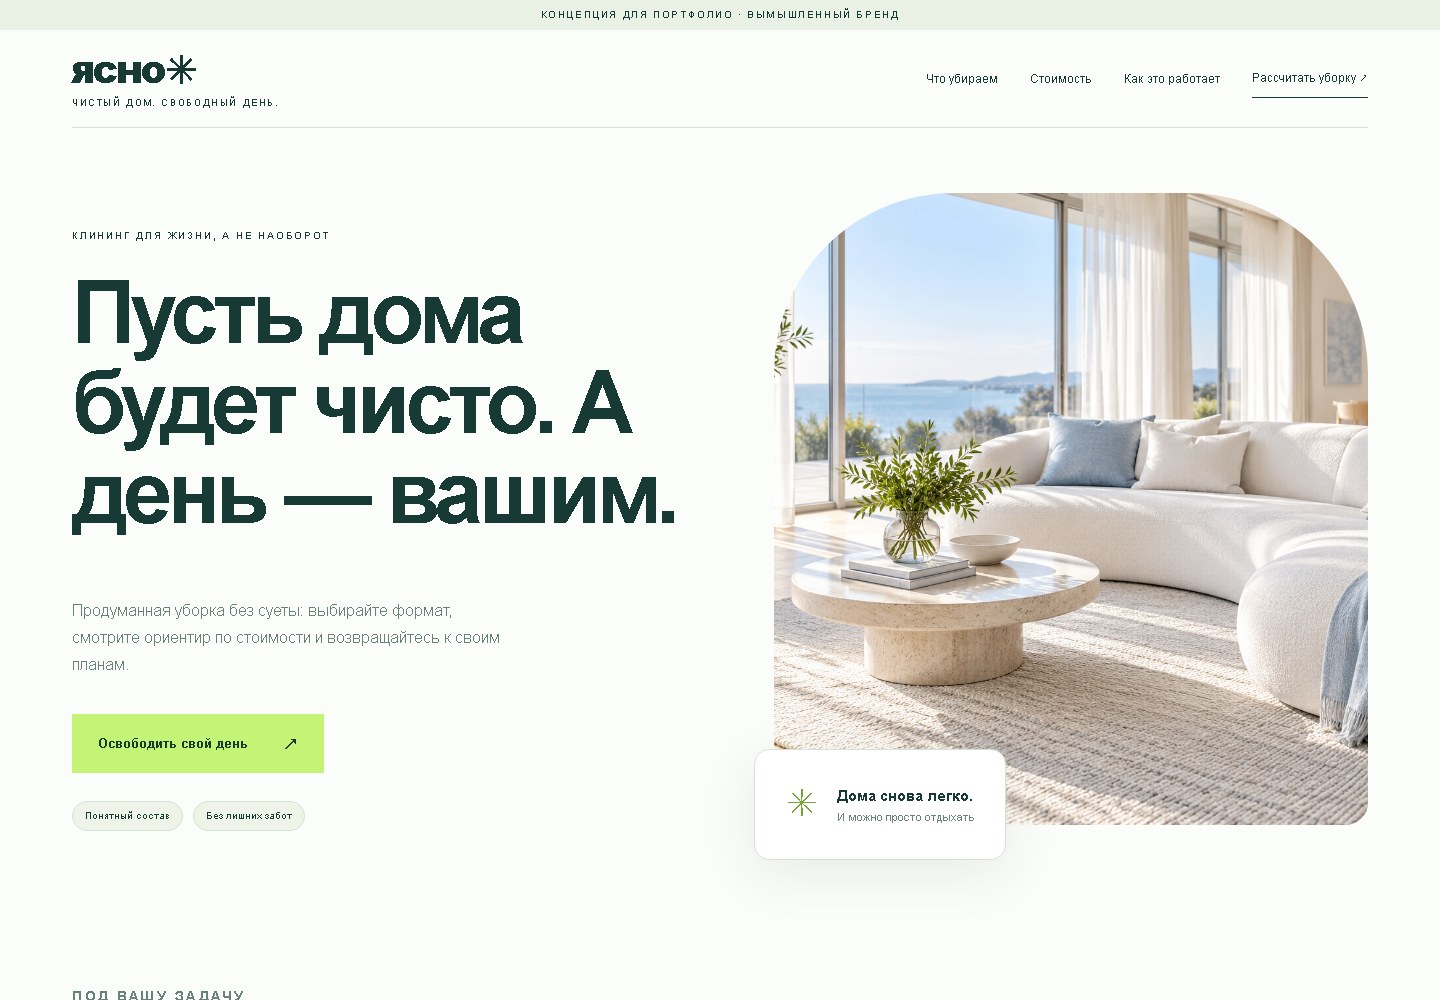 КОНЦЕПЦИЯ ДЛЯ ПОРТФОЛИО · ВЫМЫШЛЕННЫЙ БРЕНД
ЯСНО✳
ЧИСТЫЙ ДОМ. СВОБОДНЫЙ ДЕНЬ.
Что убираем
Стоимость
Как это работает
Рассчитать уборку ↗
КЛИНИНГ ДЛЯ ЖИЗНИ, А НЕ НАОБОРОТ
Пусть дома
будет чисто. А
день — вашим.
Продуманная уборка без суеты: выбирайте формат,
смотрите ориентир по стоимости и возвращайтесь к своим
планам.
Освободить свой день ↗
Понятный состав
Без лишних забот
Дома снова легко.
И можно просто отдыхать
ПОД ВАШУ ЗАДАЧУ